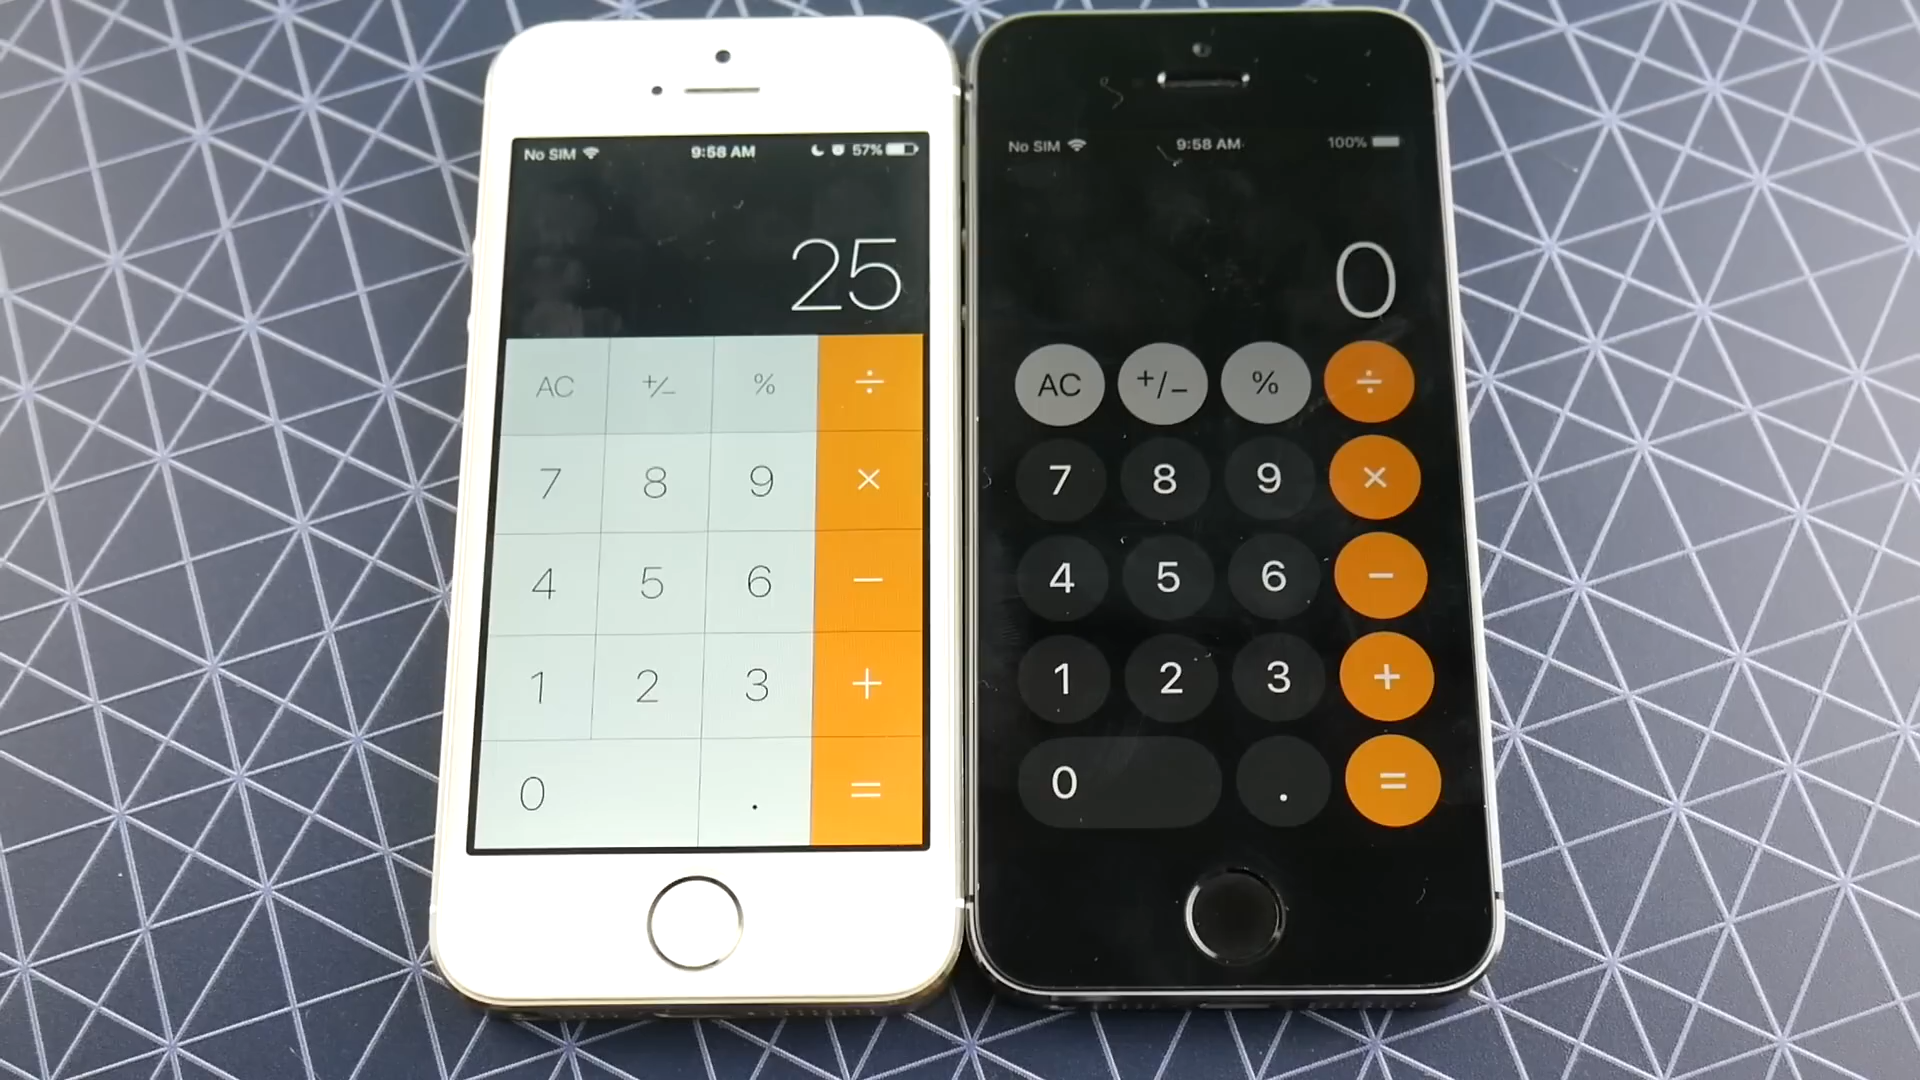 No SIM 9:58 AM 57%
25
AC +/− % ÷
7 8 9 ×
4 5 6 −
1 2 3 +
0 . =
No SIM 9:58 AM 100%
0
AC +/− % ÷
7 8 9 ×
4 5 6 −
1 2 3 +
0 . =